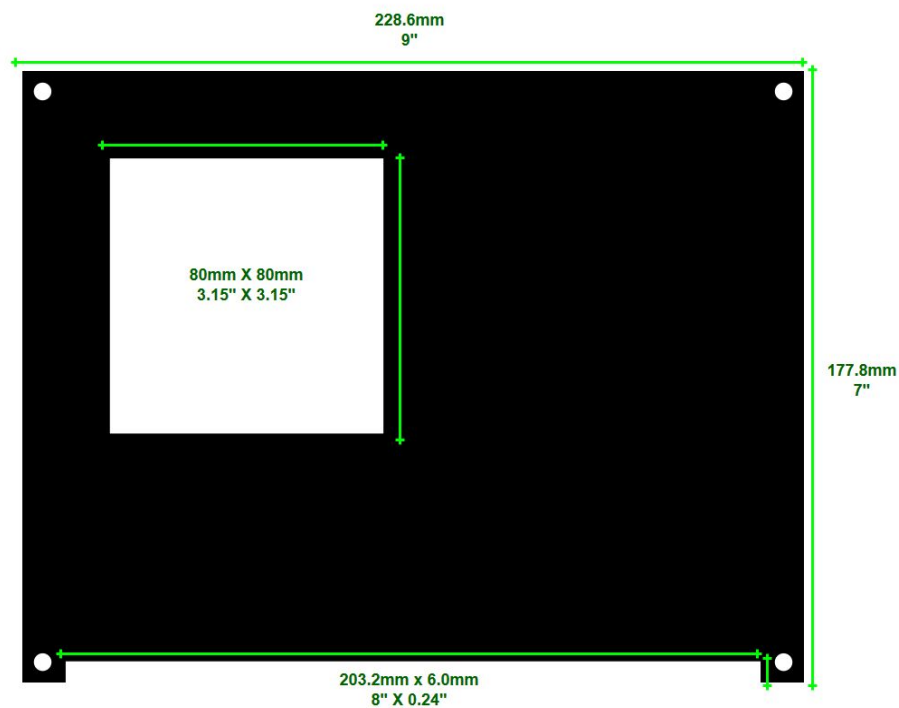 228.6mm
9"
80mm X 80mm
3.15" X 3.15"
177.8mm
7"
203.2mm x 6.0mm
8" X 0.24"